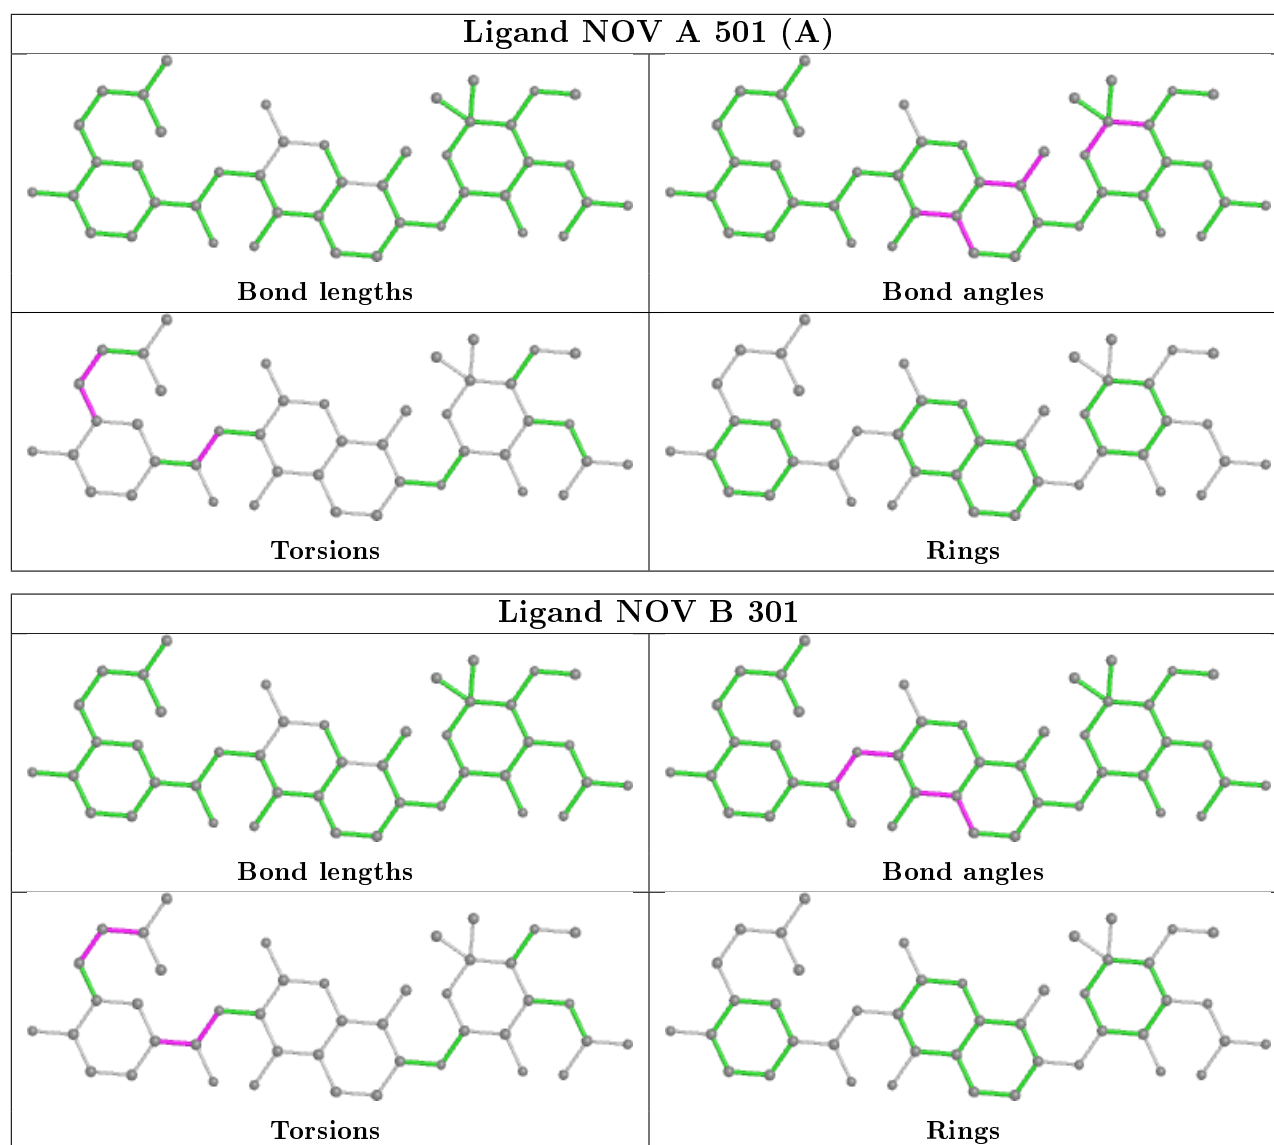 Ligand NOV A 501 (A)
Bond lengths
Bond angles
Torsions
Rings
Ligand NOV B 301
Bond lengths
Bond angles
Torsions
Rings